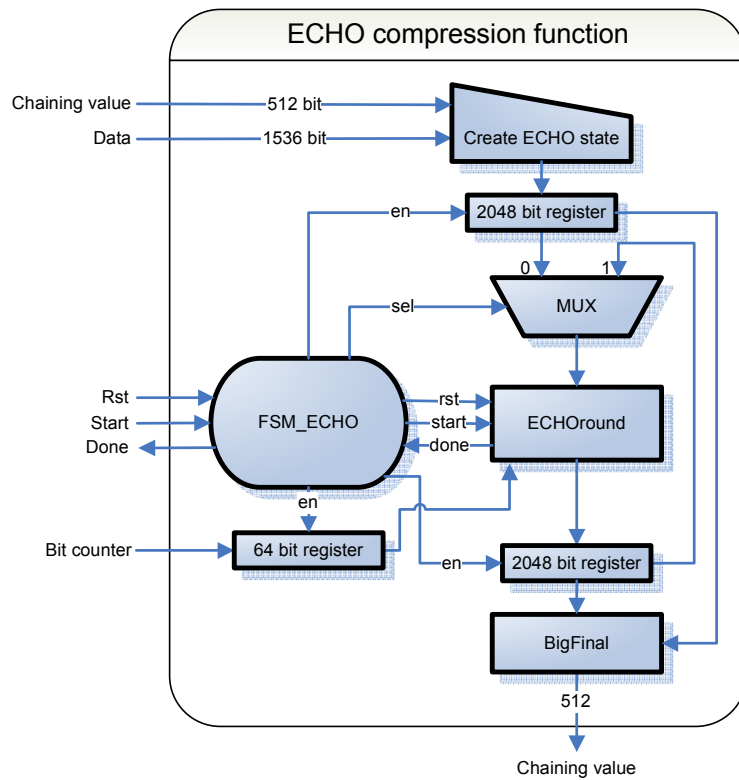 ECHO compression function
Chaining value
512 bit
Data
1536 bit
Create ECHO state
en
2048 bit register
0
1
sel
MUX
Rst
Start
Done
FSM_ECHO
rst
start
done
ECHOround
en
Bit counter
64 bit register
en
2048 bit register
BigFinal
512
Chaining value